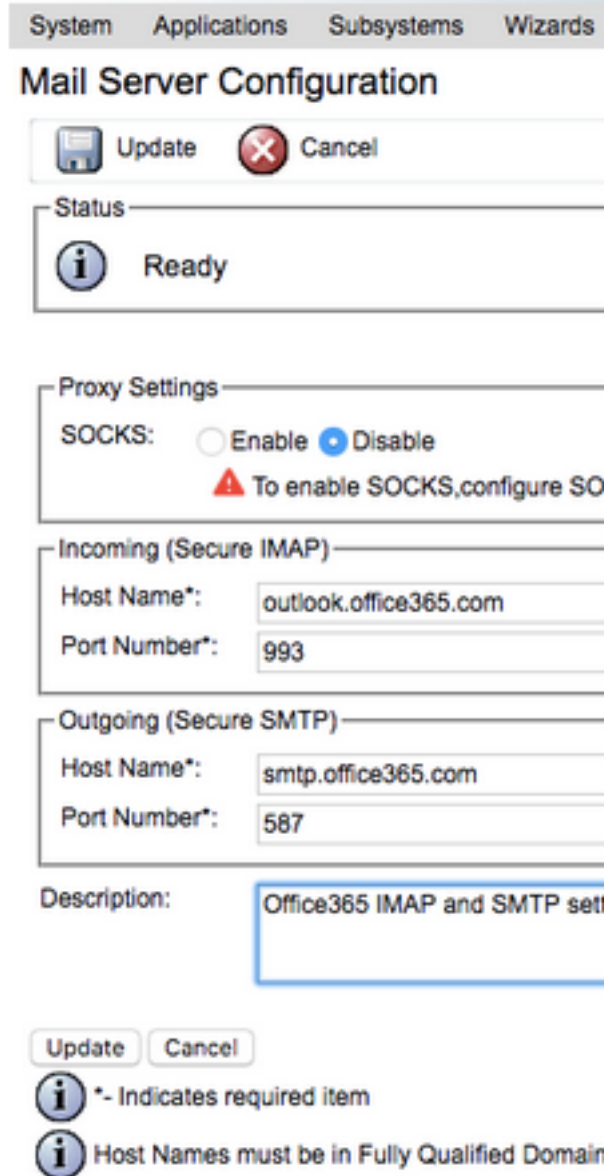 System Applications Subsystems Wizards
Mail Server Configuration
Update Cancel
Status
Ready
Proxy Settings
SOCKS: Enable Disable
To enable SOCKS,configure SO
Incoming (Secure IMAP)
Host Name*: outlook.office365.com
Port Number*: 993
Outgoing (Secure SMTP)
Host Name*: smtp.office365.com
Port Number*: 587
Description: Office365 IMAP and SMTP sett
Update Cancel
*- Indicates required item
Host Names must be in Fully Qualified Domain